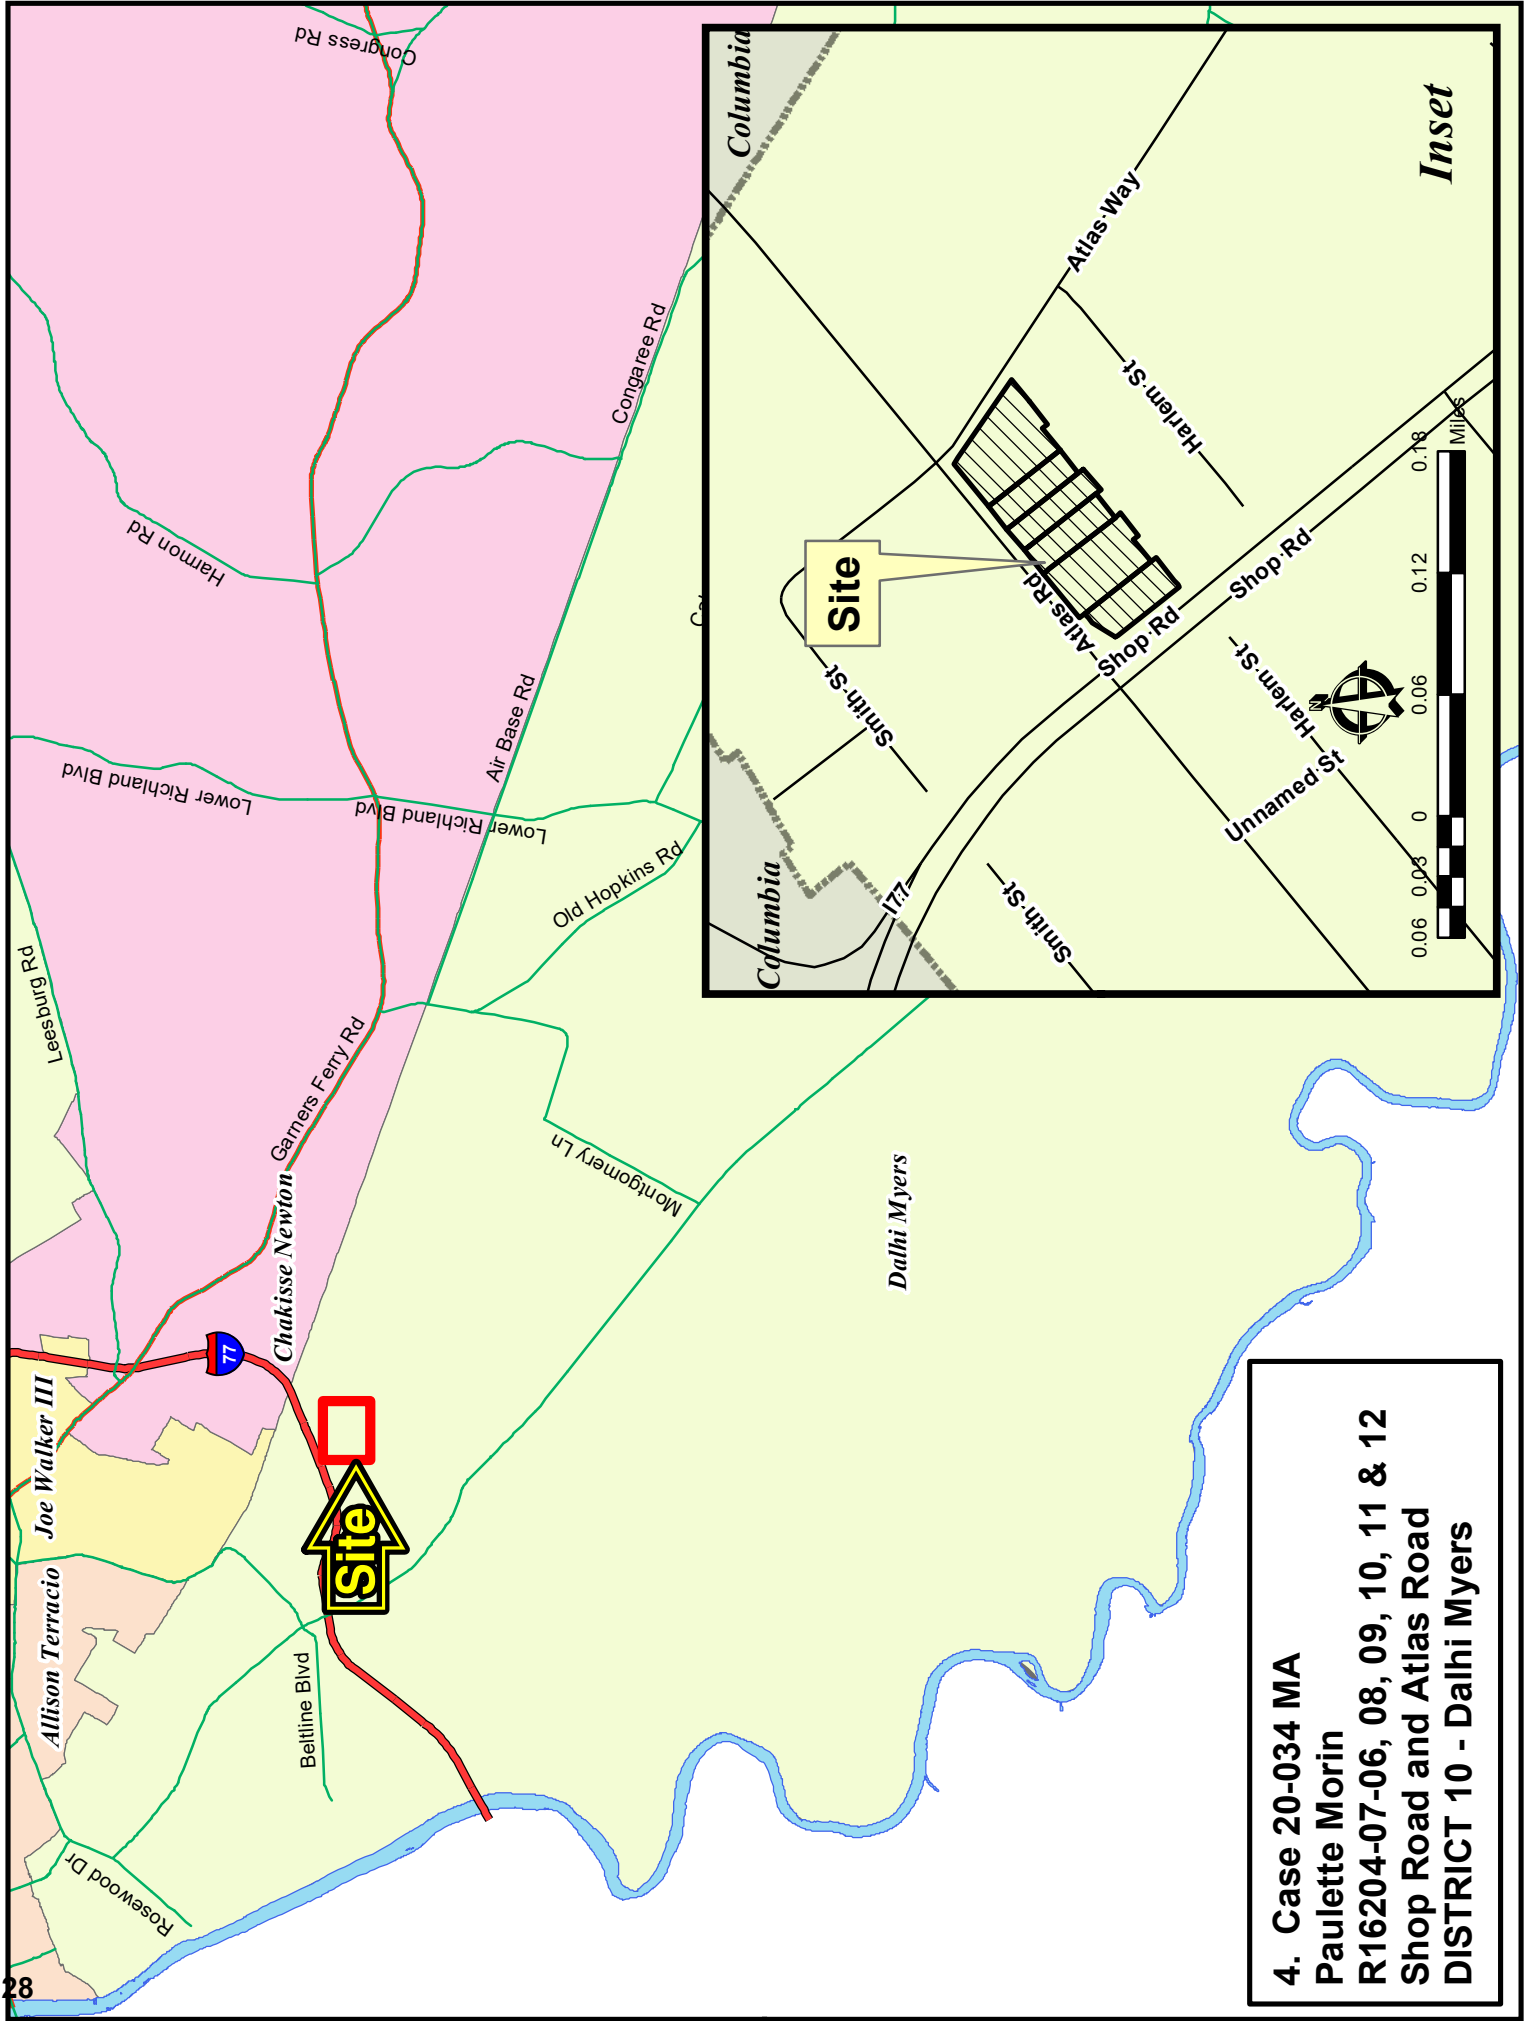 28
Allison Terracio
Joe Walker III
Chakisse Newton
Dalhi Myers
Rosewood Dr
Beltline Blvd
77
Site
Leesburg Rd
Garners Ferry Rd
Montgomery Ln
Old Hopkins Rd
Lower Richland Blvd
Lower Richland Blvd
Lower Richland Blvd
Air Base Rd
Harmon Rd
Congaree Rd
Congress Rd
4. Case 20-034 MA
Paulette Morin
R16204-07-06, 08, 09, 10, 11 & 12
Shop Road and Atlas Road
DISTRICT 10 - Dalhi Myers
Columbia
Columbia
I77
Smith St
Smith St
Site
Atlas Rd
Shop Rd
Shop Rd
Atlas Way
Harlem St
Harlem St
Unnamed St
N
0.06 0.03 0 0.06 0.12 0.18
Miles
Inset